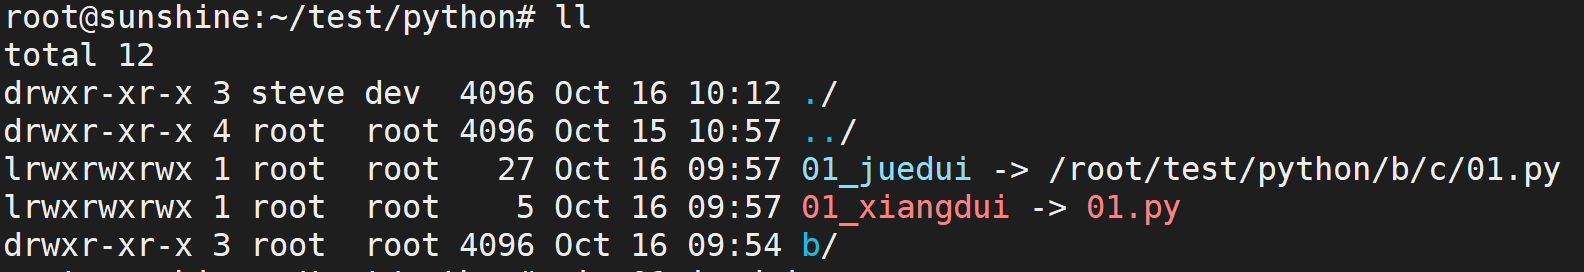 root@sunshine:~/test/python# ll
total 12
drwxr-xr-x 3 steve dev  4096 Oct 16 10:12 ./
drwxr-xr-x 4 root  root 4096 Oct 15 10:57 ../
lrwxrwxrwx 1 root  root   27 Oct 16 09:57 01_juedui -> /root/test/python/b/c/01.py
lrwxrwxrwx 1 root  root    5 Oct 16 09:57 01_xiangdui -> 01.py
drwxr-xr-x 3 root  root 4096 Oct 16 09:54 b/